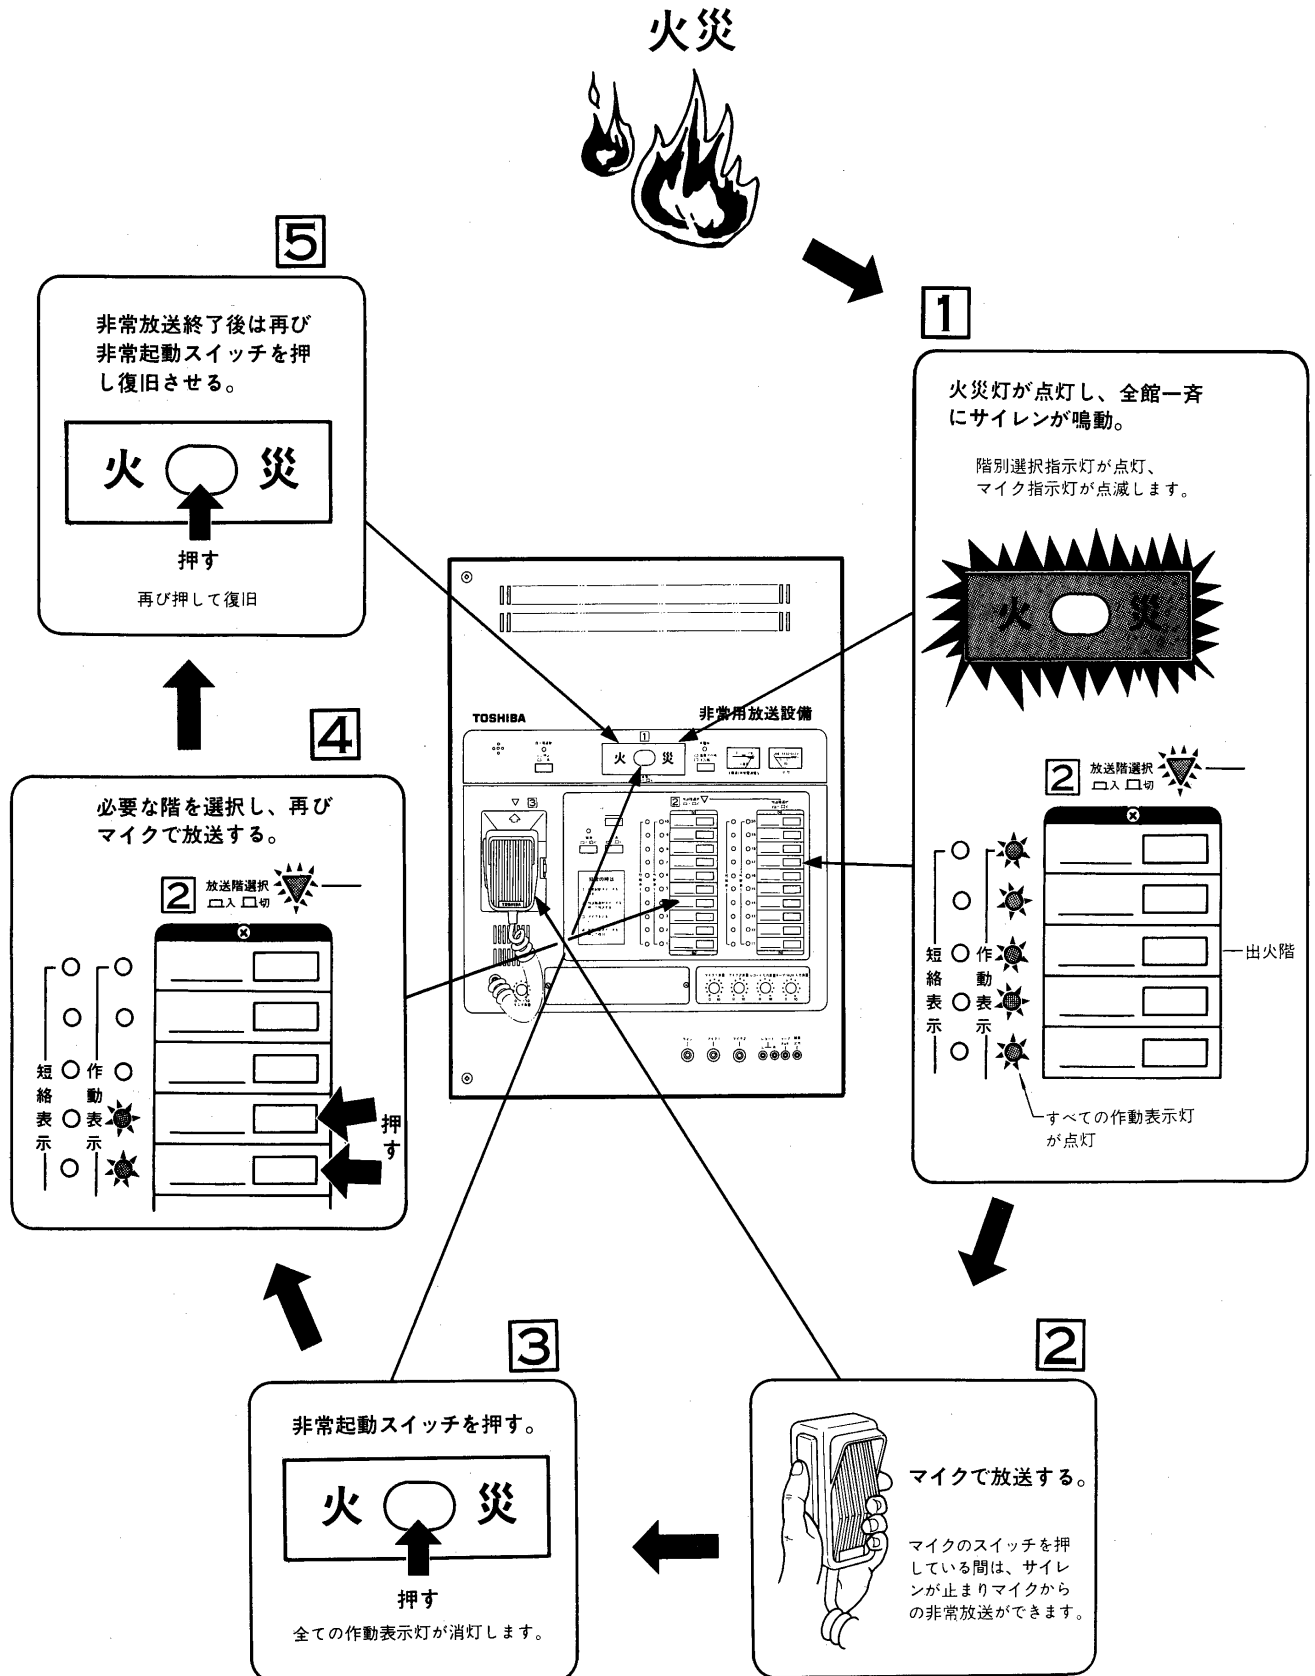 火災
1
火災灯が点灯し、全館一斉
にサイレンが鳴動。
階別選択指示灯が点灯、
マイク指示灯が点滅します。
火 災
2 放送階選択
入 切
短絡表示
作動表示
出火階
すべての作動表示灯
が点灯
2
マイクで放送する。
マイクのスイッチを押
している間は、サイレ
ンが止まりマイクから
の非常放送ができます。
3
非常起動スイッチを押す。
火 災
押す
全ての作動表示灯が消灯します。
4
必要な階を選択し、再び
マイクで放送する。
2 放送階選択
入 切
短絡表示
作動表示
押す
5
非常放送終了後は再び
非常起動スイッチを押
し復旧させる。
火 災
押す
再び押して復旧
TOSHIBA
非常用放送設備
1
火 災
3
2
TOSHIBA